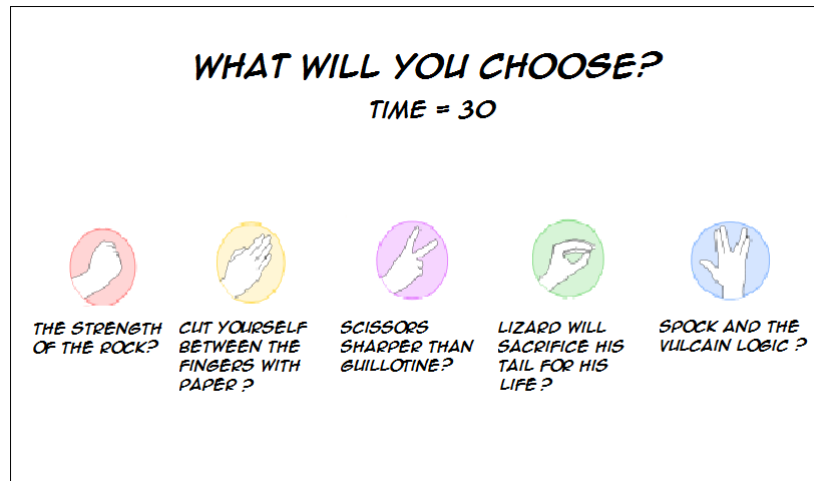 WHAT WILL YOU CHOOSE?
TIME = 30
THE STRENGTH
OF THE ROCK?
CUT YOURSELF
BETWEEN THE
FINGERS WITH
PAPER ?
SCISSORS
SHARPER THAN
GUILLOTINE?
LIZARD WILL
SACRIFICE HIS
TAIL FOR HIS
LIFE ?
SPOCK AND THE
VULCAIN LOGIC ?